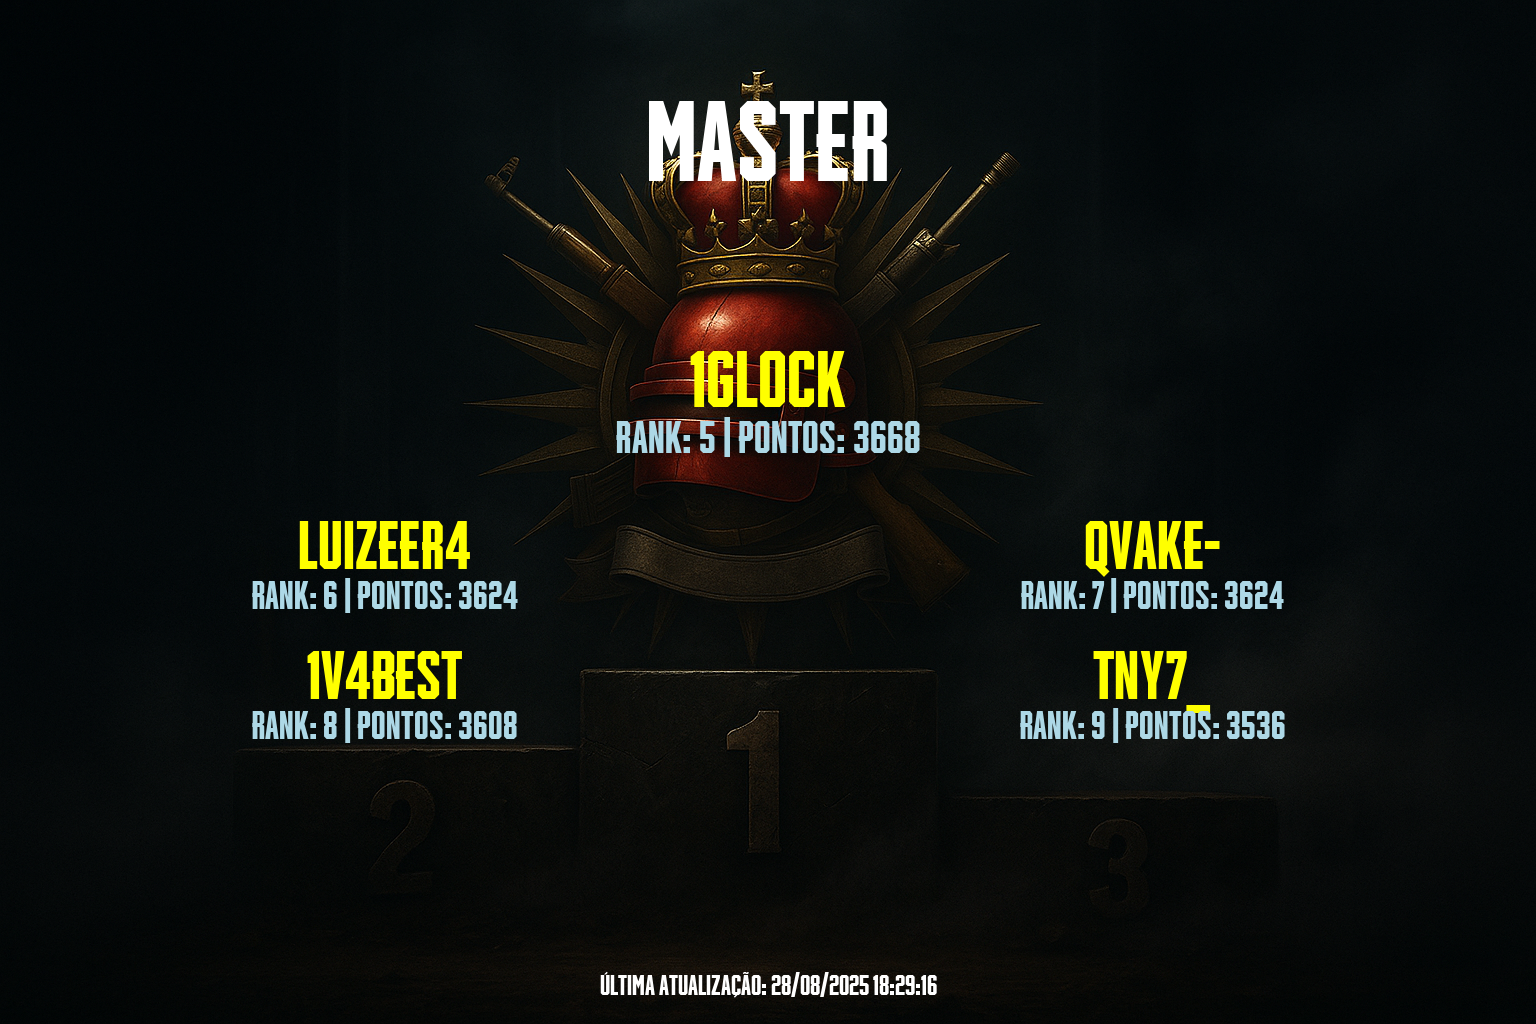 MASTER
1GLOCK
RANK: 5 | PONTOS: 3668
LUIZEER4
RANK: 6 | PONTOS: 3624
QVAKE-
RANK: 7 | PONTOS: 3624
1V4BEST
RANK: 8 | PONTOS: 3608
TNY7_
RANK: 9 | PONTOS: 3536
1
2
3
ÚLTIMA ATUALIZAÇÃO: 28/08/2025 18:29:16